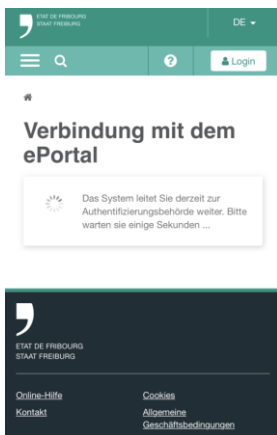 ETAT DE FRIBOURG
STAAT FREIBURG
DE
Login
Verbindung mit dem
ePortal
Das System leitet Sie derzeit zur
Authentifizierungsbehörde weiter. Bitte
warten sie einige Sekunden ...
ETAT DE FRIBOURG
STAAT FREIBURG
Online-Hilfe
Cookies
Kontakt
Allgemeine
Geschäftsbedingungen